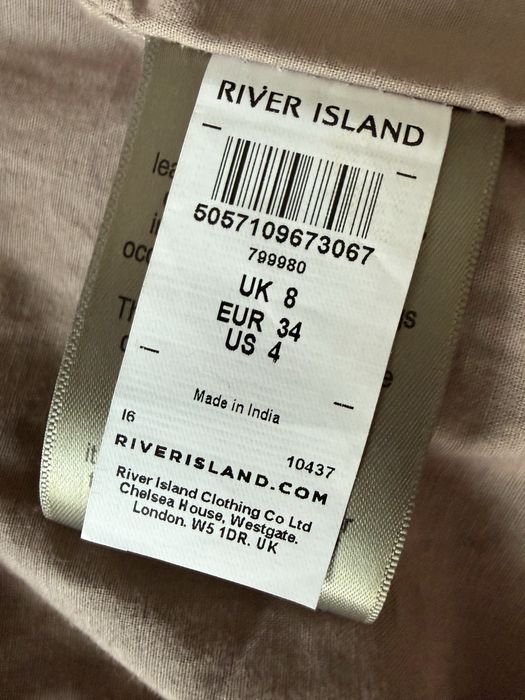 RIVER ISLAND
5057109673067
799980
UK 8
EUR 34
US 4
Made in India
I6
10437
RIVERISLAND.COM
River Island Clothing Co Ltd
Chelsea House, Westgate.
London. W5 1DR. UK